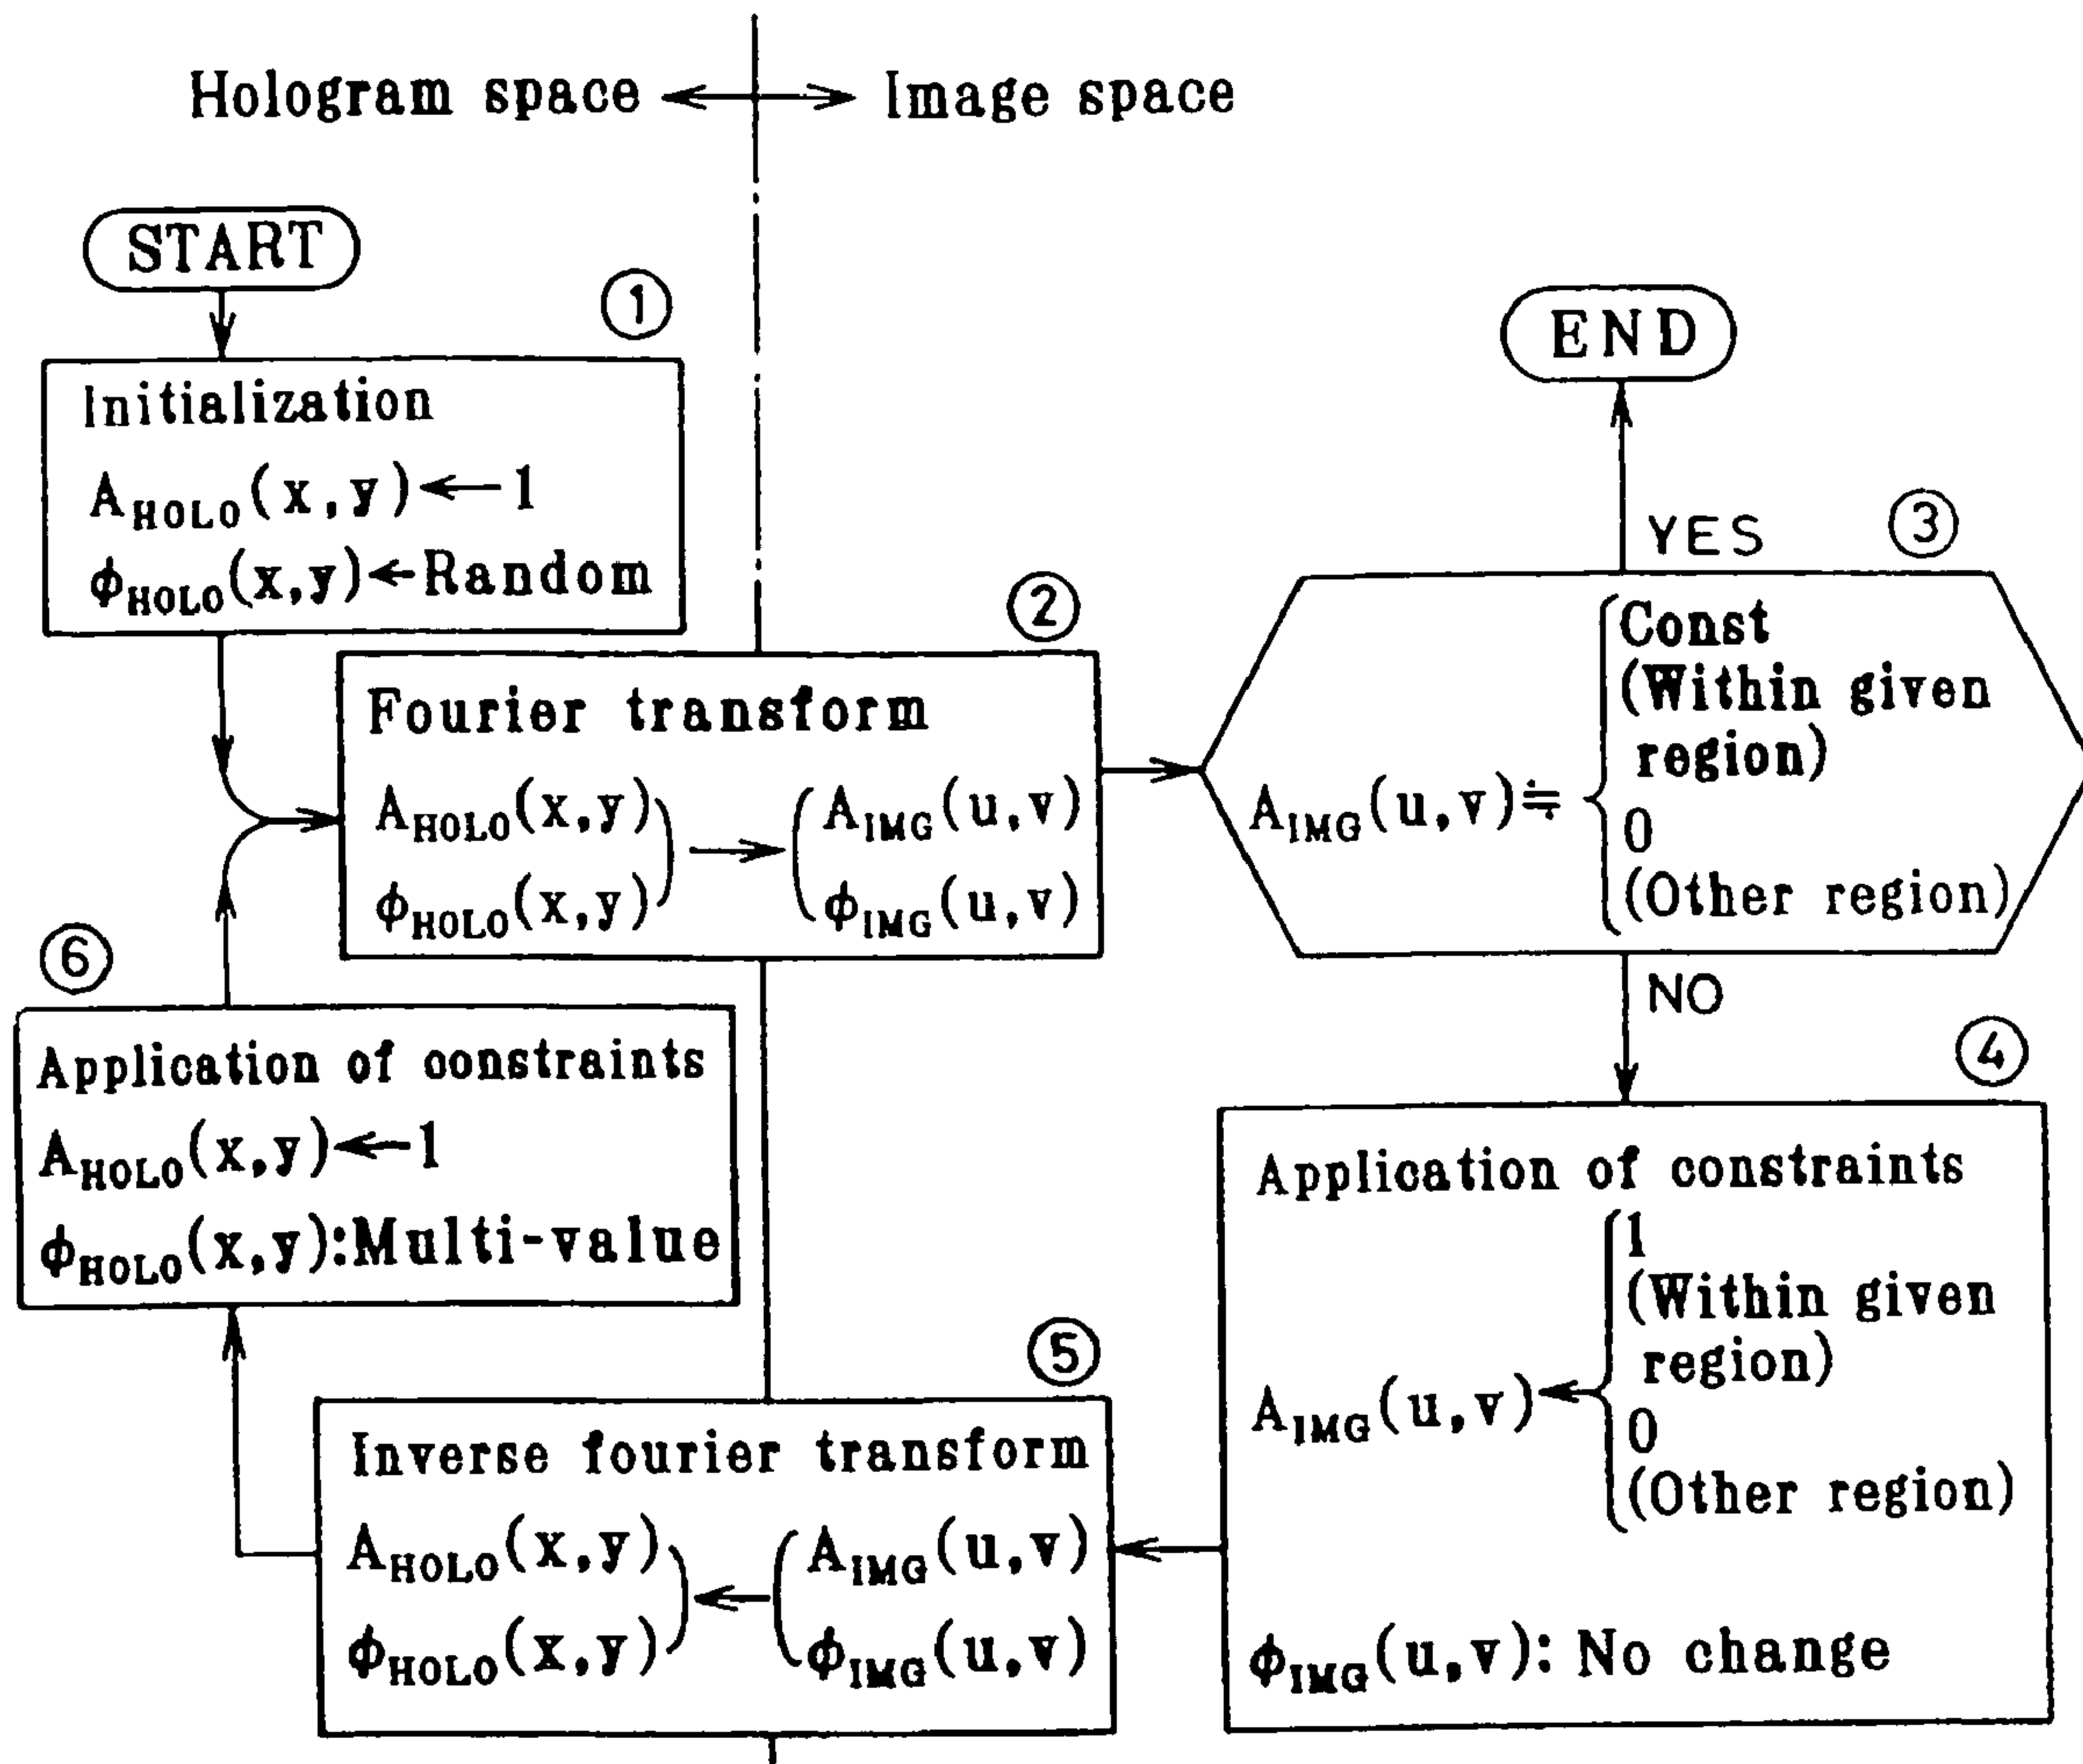 Hologram space ←→ Image space
START
①
Initialization
A_HOLO(x,y)←1
ϕ_HOLO(x,y)←Random
②
Fourier transform
A_HOLO(x,y) → A_IMG(u,v)
ϕ_HOLO(x,y) ϕ_IMG(u,v)
END
YES
③
Const
(Within given
region)
A_IMG(u,v)≒
0
(Other region)
NO
④
Application of constraints
1
(Within given
region)
A_IMG(u,v)←
0
(Other region)
ϕ_IMG(u,v): No change
⑤
Inverse fourier transform
A_HOLO(x,y) ← A_IMG(u,v)
ϕ_HOLO(x,y) ϕ_IMG(u,v)
⑥
Application of constraints
A_HOLO(x,y)←1
ϕ_HOLO(x,y):Multi-value